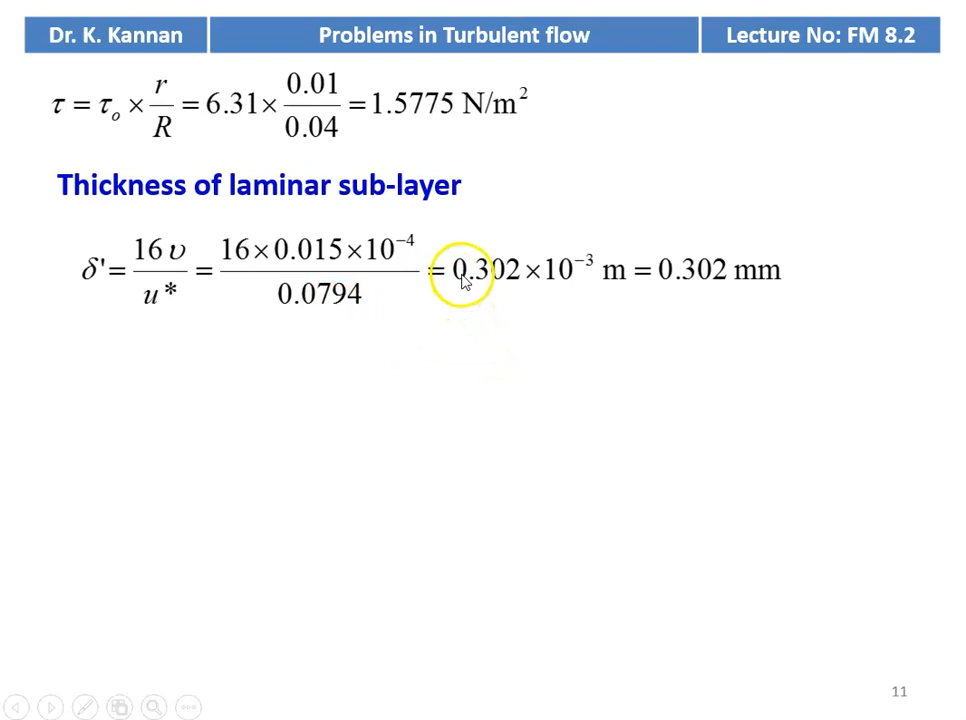 Dr. K. Kannan Problems in Turbulent flow Lecture No: FM 8.2
τ = τₒ × r/R = 6.31 × 0.01/0.04 = 1.5775 N/m²
Thickness of laminar sub-layer
δ' = 16 υ/u* = 16 × 0.015 × 10⁻⁴/0.0794 = 0.302 × 10⁻³ m = 0.302 mm
11